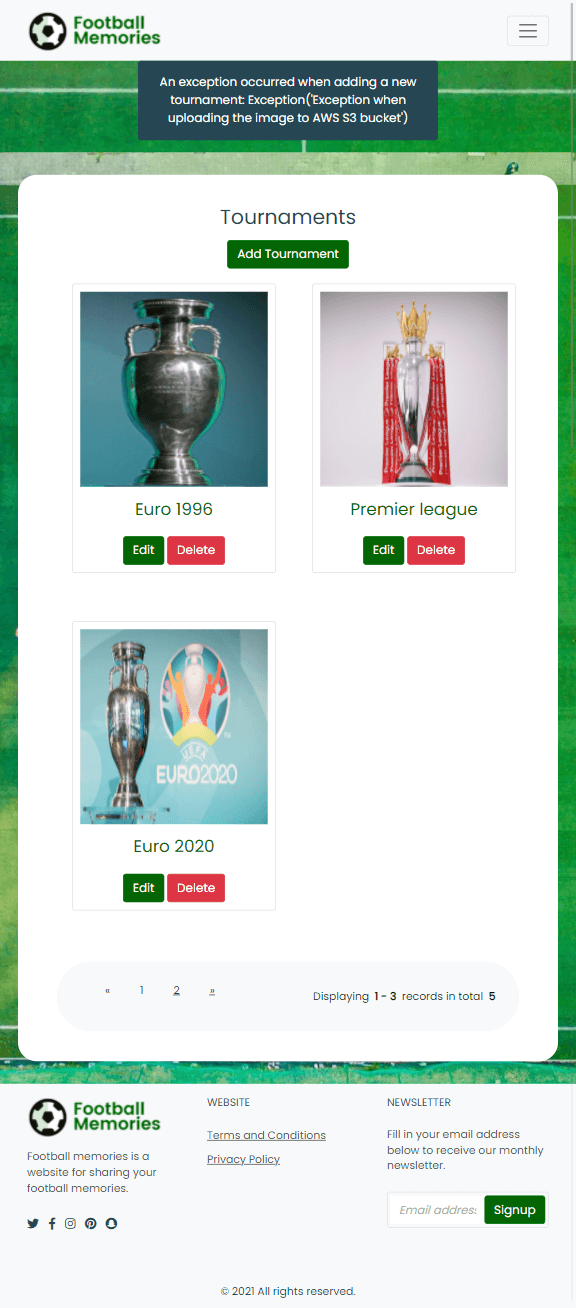 Football
Memories
An exception occurred when adding a new
tournament: Exception('Exception when
uploading the image to AWS S3 bucket')
Tournaments
Add Tournament
Euro 1996
Edit Delete
Premier league
Edit Delete
UEFA
EURO2020
™
Euro 2020
Edit Delete
« 1 2 »
Displaying 1 - 3 records in total 5
Football
Memories
Football memories is a
website for sharing your
football memories.
WEBSITE
Terms and Conditions
Privacy Policy
NEWSLETTER
Fill in your email address
below to receive our monthly
newsletter.
Email address
Signup
© 2021 All rights reserved.